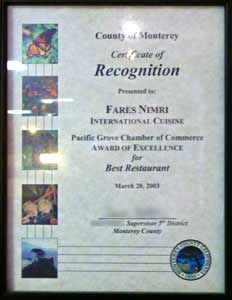 County of Monterey
Certificate of
Recognition
Presented to:
FARES NIMRI
INTERNATIONAL CUISINE
Pacific Grove Chamber of Commerce
AWARD OF EXCELLENCE
for
Best Restaurant
March 28, 2003
Supervisor 5th District
Monterey County